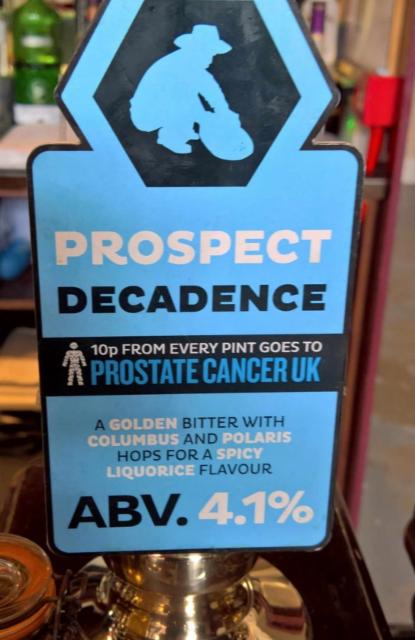 PROSPECT
DECADENCE
10p FROM EVERY PINT GOES TO
PROSTATE CANCER UK
A GOLDEN BITTER WITH
COLUMBUS AND POLARIS
HOPS FOR A SPICY
LIQUORICE FLAVOUR
ABV. 4.1%